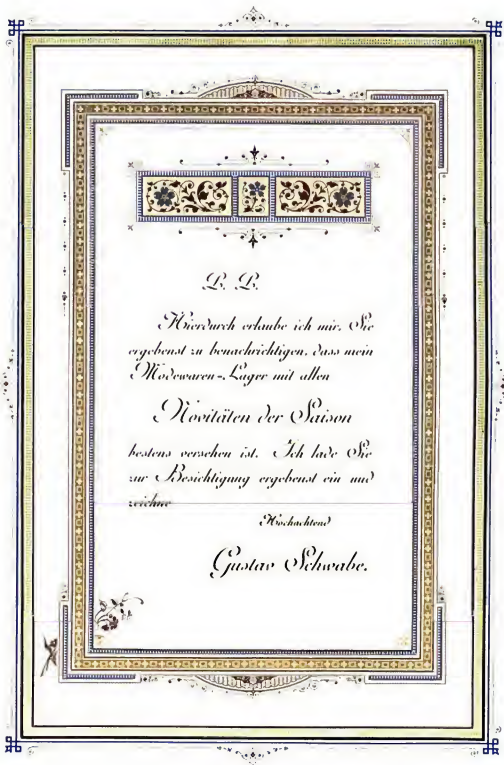 P. P.
Hierdurch erlaube ich mir, Sie
ergebenst zu benachrichtigen, dass mein
Modewaren-Lager mit allen
Novitäten der Saison
bestens versehen ist. Ich lade Sie
zur Besichtigung ergebenst ein und
zeichne
Hochachtend
Gustav Schwabe.